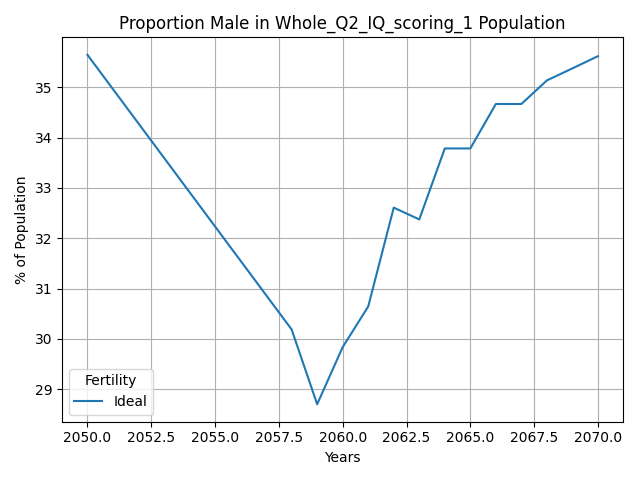 Proportion Male in Whole_Q2_IQ_scoring_1 Population
% of Population
35
34
33
32
31
30
29
Fertility
Ideal
2050.0 2052.5 2055.0 2057.5 2060.0 2062.5 2065.0 2067.5 2070.0
Years